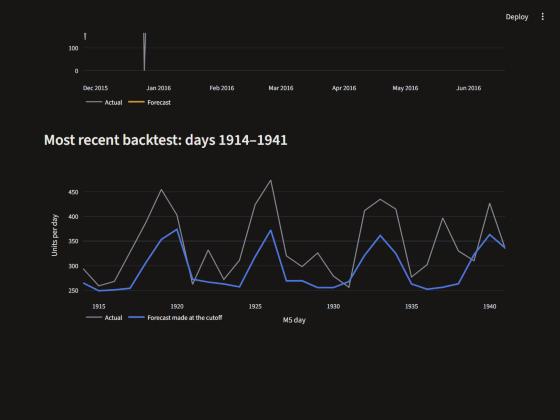 Deploy
100
0
Dec 2015 Jan 2016 Feb 2016 Mar 2016 Apr 2016 May 2016 Jun 2016
Actual Forecast
Most recent backtest: days 1914–1941
Units per day
450
400
350
300
250
1915 1920 1925 1930 1935 1940
M5 day
Actual Forecast made at the cutoff